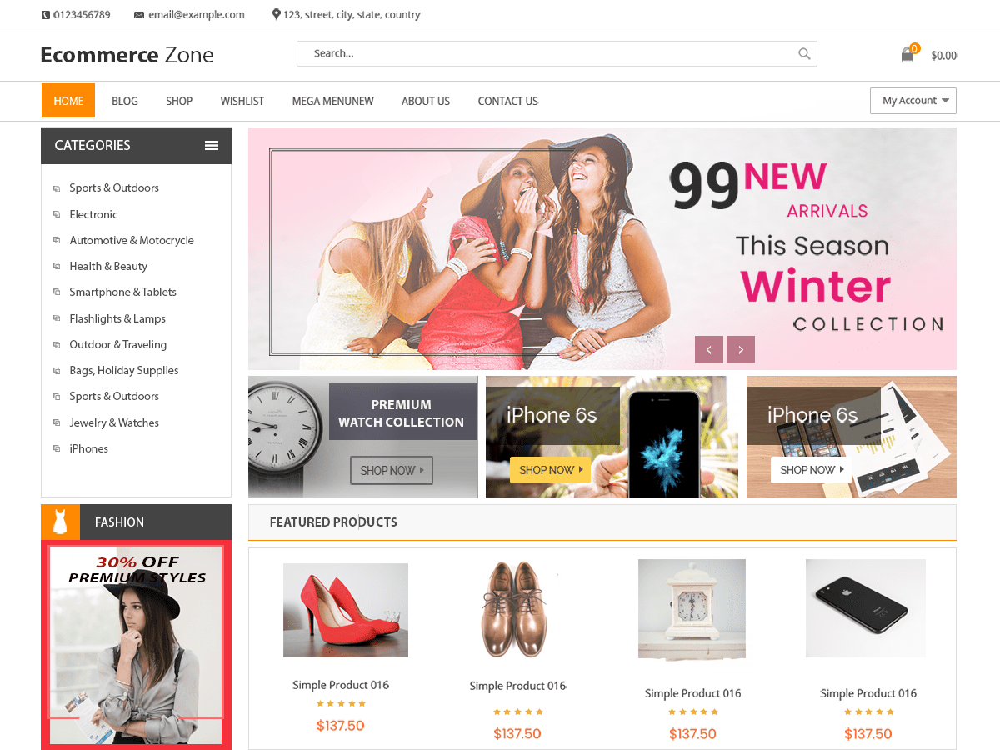 0123456789 email@example.com 123, street, city, state, country
Ecommerce Zone
Search...
0
$0.00
HOME BLOG SHOP WISHLIST MEGA MENUNEW ABOUT US CONTACT US
My Account
CATEGORIES
Sports & Outdoors
Electronic
Automotive & Motocrycle
Health & Beauty
Smartphone & Tablets
Flashlights & Lamps
Outdoor & Traveling
Bags, Holiday Supplies
Sports & Outdoors
Jewelry & Watches
iPhones
99 NEW
ARRIVALS
This Season
Winter
COLLECTION
PREMIUM
WATCH COLLECTION
SHOP NOW
iPhone 6s
SHOP NOW
iPhone 6s
SHOP NOW
FASHION
30% OFF
PREMIUM STYLES
FEATURED PRODUCTS
Simple Product 016
$137.50
Simple Product 016
$137.50
Simple Product 016
$137.50
Simple Product 016
$137.50